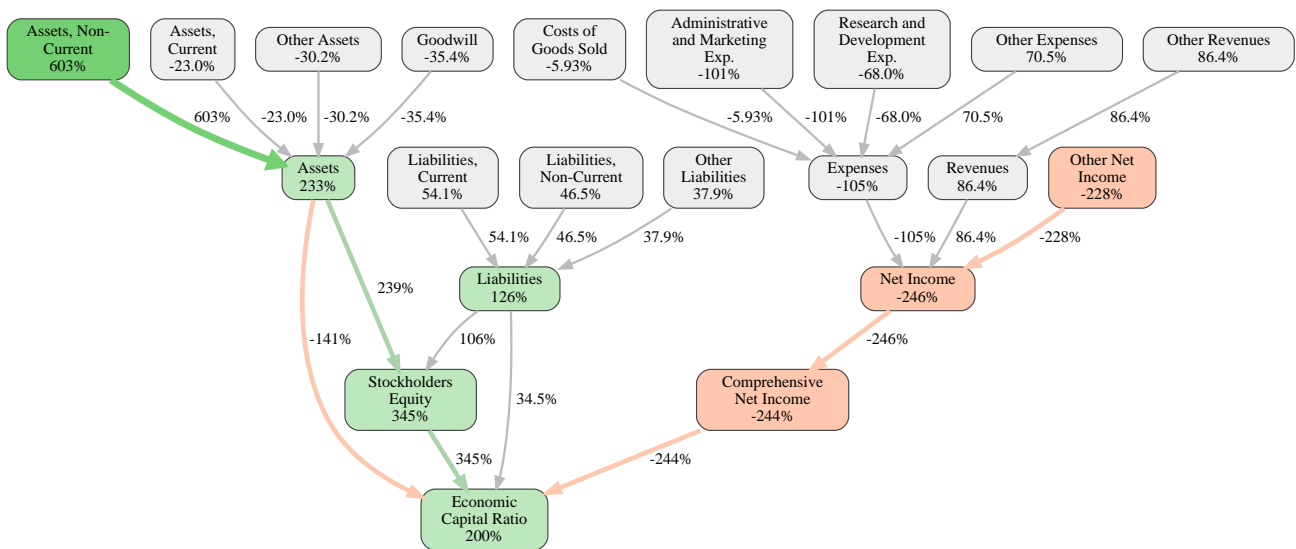 Assets, Non-
Current
603%
Assets,
Current
-23.0%
Other Assets
-30.2%
Goodwill
-35.4%
Costs of
Goods Sold
-5.93%
Administrative
and Marketing
Exp.
-101%
Research and
Development
Exp.
-68.0%
Other Expenses
70.5%
Other Revenues
86.4%
603%
-23.0%
-30.2%
-35.4%
-5.93%
-101%
-68.0%
70.5%
86.4%
Assets
233%
Liabilities,
Current
54.1%
Liabilities,
Non-Current
46.5%
Other
Liabilities
37.9%
Expenses
-105%
Revenues
86.4%
Other Net
Income
-228%
54.1%
46.5%
37.9%
-105%
86.4%
-228%
Liabilities
126%
Net Income
-246%
239%
-141%
106%
-246%
34.5%
Stockholders
Equity
345%
Comprehensive
Net Income
-244%
345%
-244%
Economic
Capital Ratio
200%